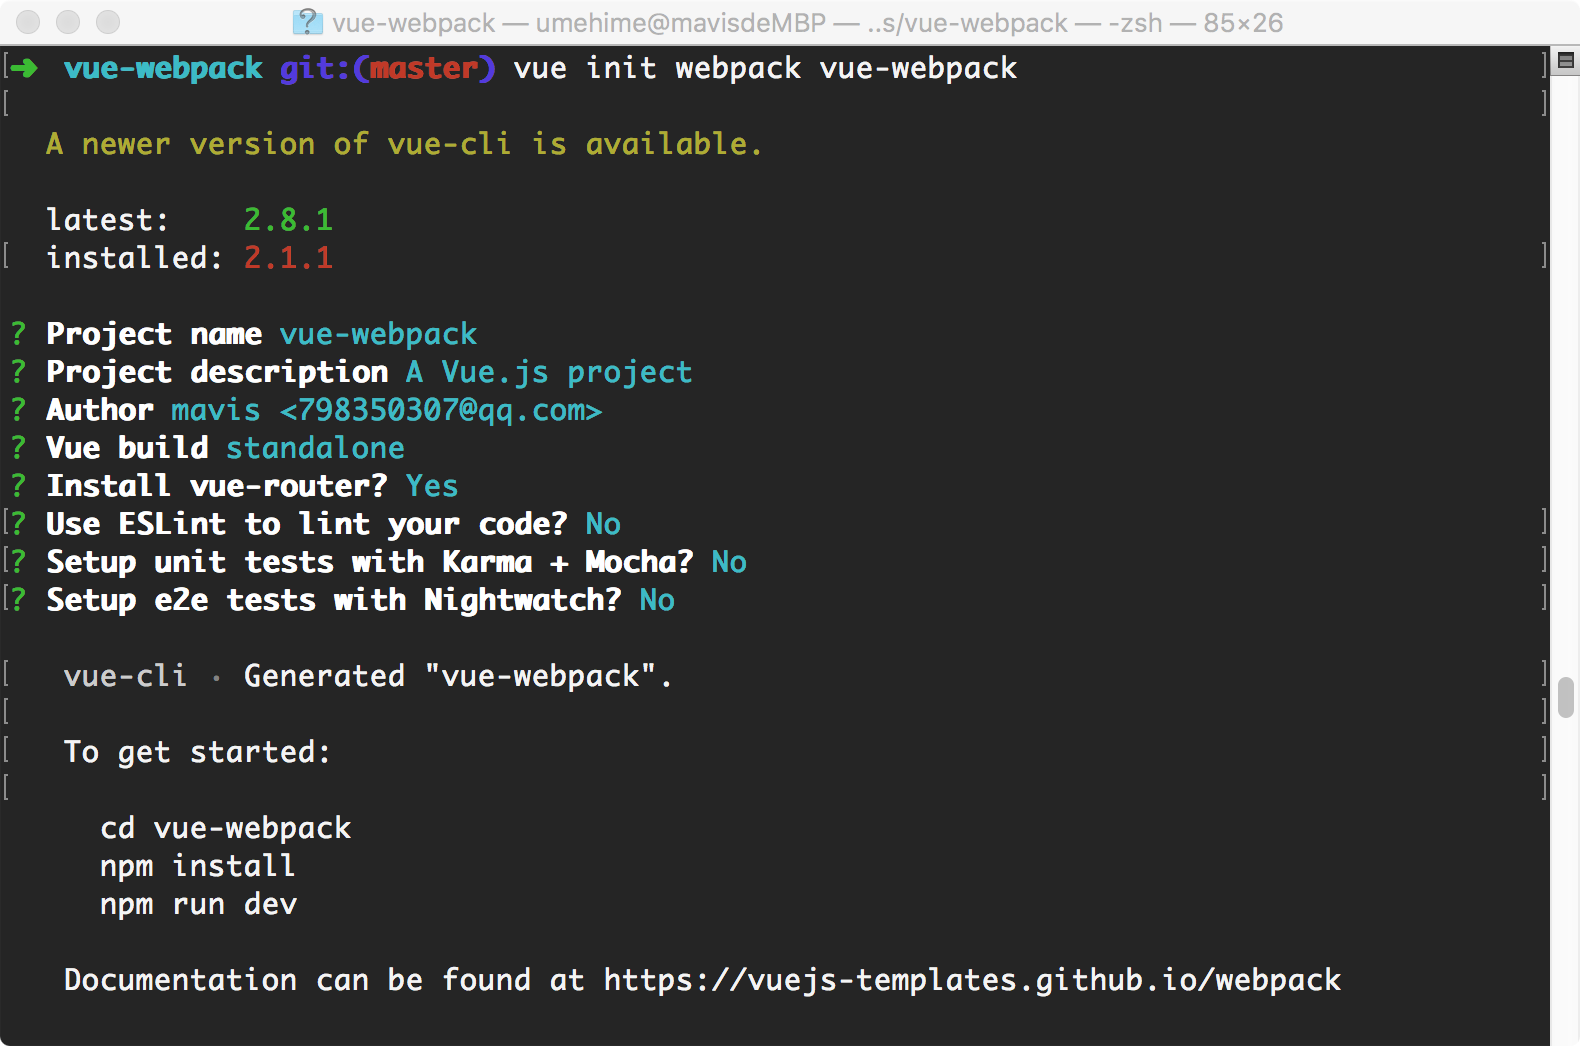 vue-webpack — umehime@mavisdeMBP — ..s/vue-webpack — -zsh — 85×26
➜ vue-webpack git:(master) vue init webpack vue-webpack
A newer version of vue-cli is available.
latest: 2.8.1
installed: 2.1.1
? Project name vue-webpack
? Project description A Vue.js project
? Author mavis <798350307@qq.com>
? Vue build standalone
? Install vue-router? Yes
? Use ESLint to lint your code? No
? Setup unit tests with Karma + Mocha? No
? Setup e2e tests with Nightwatch? No
vue-cli · Generated "vue-webpack".
To get started:
cd vue-webpack
npm install
npm run dev
Documentation can be found at https://vuejs-templates.github.io/webpack